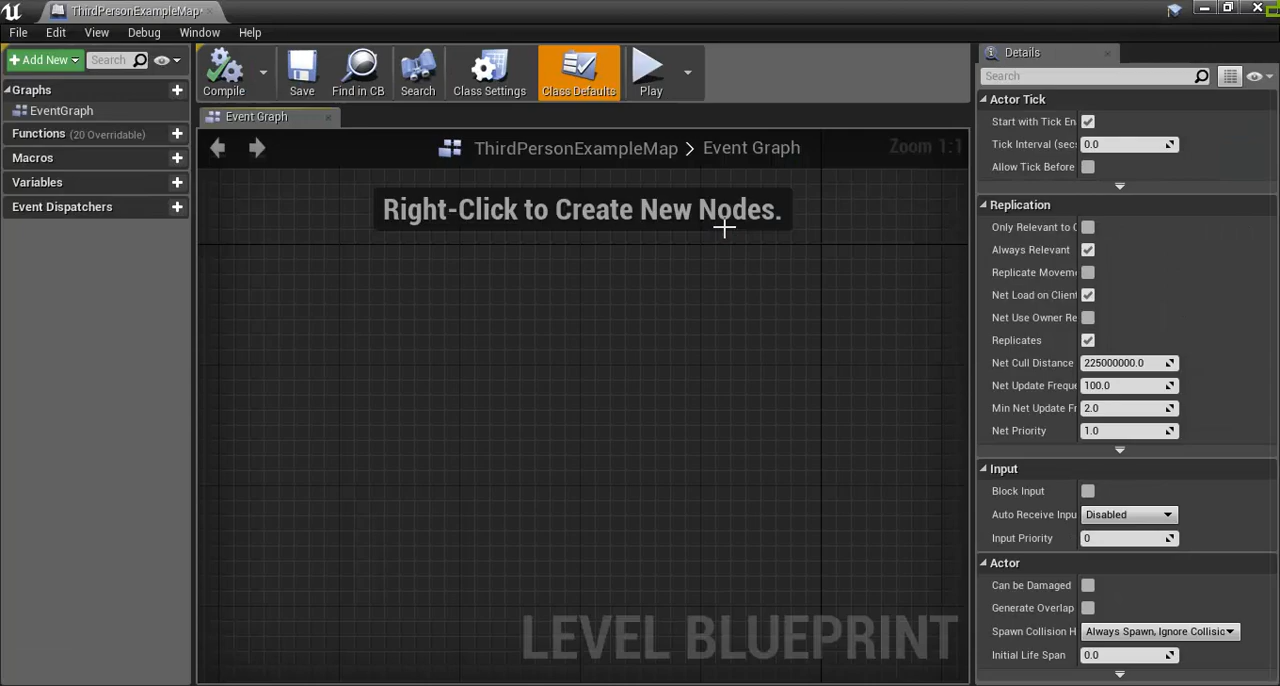 ThirdPersonExampleMap•
File Edit View Debug Window Help
Add New Search
Compile Save Find in CB Search Class Settings Class Defaults Play
Graphs
EventGraph
Functions (20 Overridable)
Macros
Variables
Event Dispatchers
Event Graph
ThirdPersonExampleMap > Event Graph
Zoom 1:1
Right-Click to Create New Nodes.
LEVEL BLUEPRINT
Details
Search
Actor Tick
Start with Tick En
Tick Interval (secs 0.0
Allow Tick Before
Replication
Only Relevant to O
Always Relevant
Replicate Moveme
Net Load on Client
Net Use Owner Re
Replicates
Net Cull Distance 225000000.0
Net Update Freque 100.0
Min Net Update Fr 2.0
Net Priority 1.0
Input
Block Input
Auto Receive Inpu Disabled
Input Priority 0
Actor
Can be Damaged
Generate Overlap
Spawn Collision H Always Spawn, Ignore Collisic
Initial Life Span 0.0